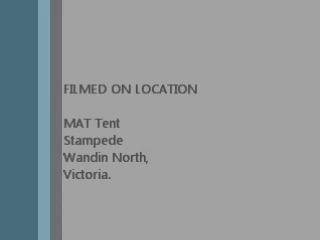 FILMED ON LOCATION
MAT Tent
Stampede
Wandin North,
Victoria.